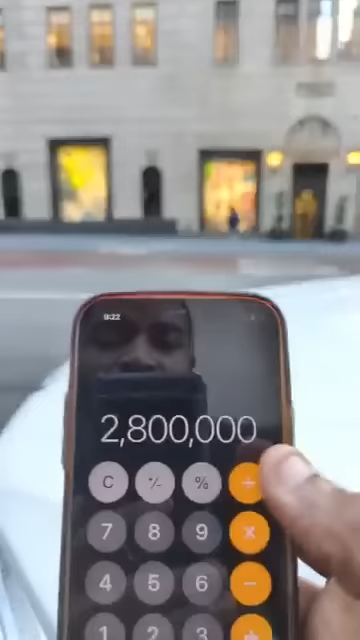 9:22
2,800,000
C +/- % ÷
7 8 9 ×
4 5 6 −
1 2 3 +